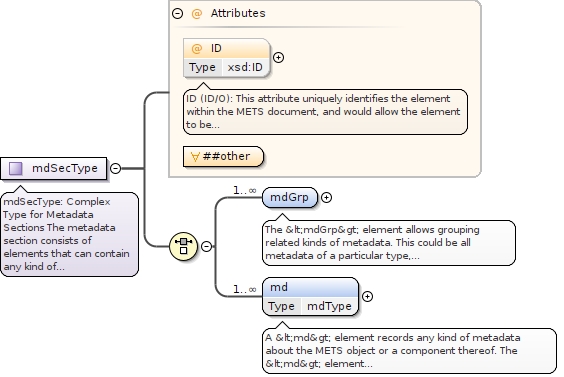 @ Attributes
@ ID
Type xsd:ID
ID (ID/O): This attribute uniquely identifies the element
within the METS document, and would allow the element
to be...
##other
mdSecType
mdSecType: Complex
Type for Metadata
Sections The metadata
section consists of
elements that can contain
any kind of...
1..∞
mdGrp
The &lt;mdGrp&gt; element allows grouping
related kinds of metadata. This could be all
metadata of a particular type,...
1..∞
md
Type mdType
A &lt;md&gt; element records any kind of metadata
about the METS object or a component thereof. The
&lt;md&gt; element...